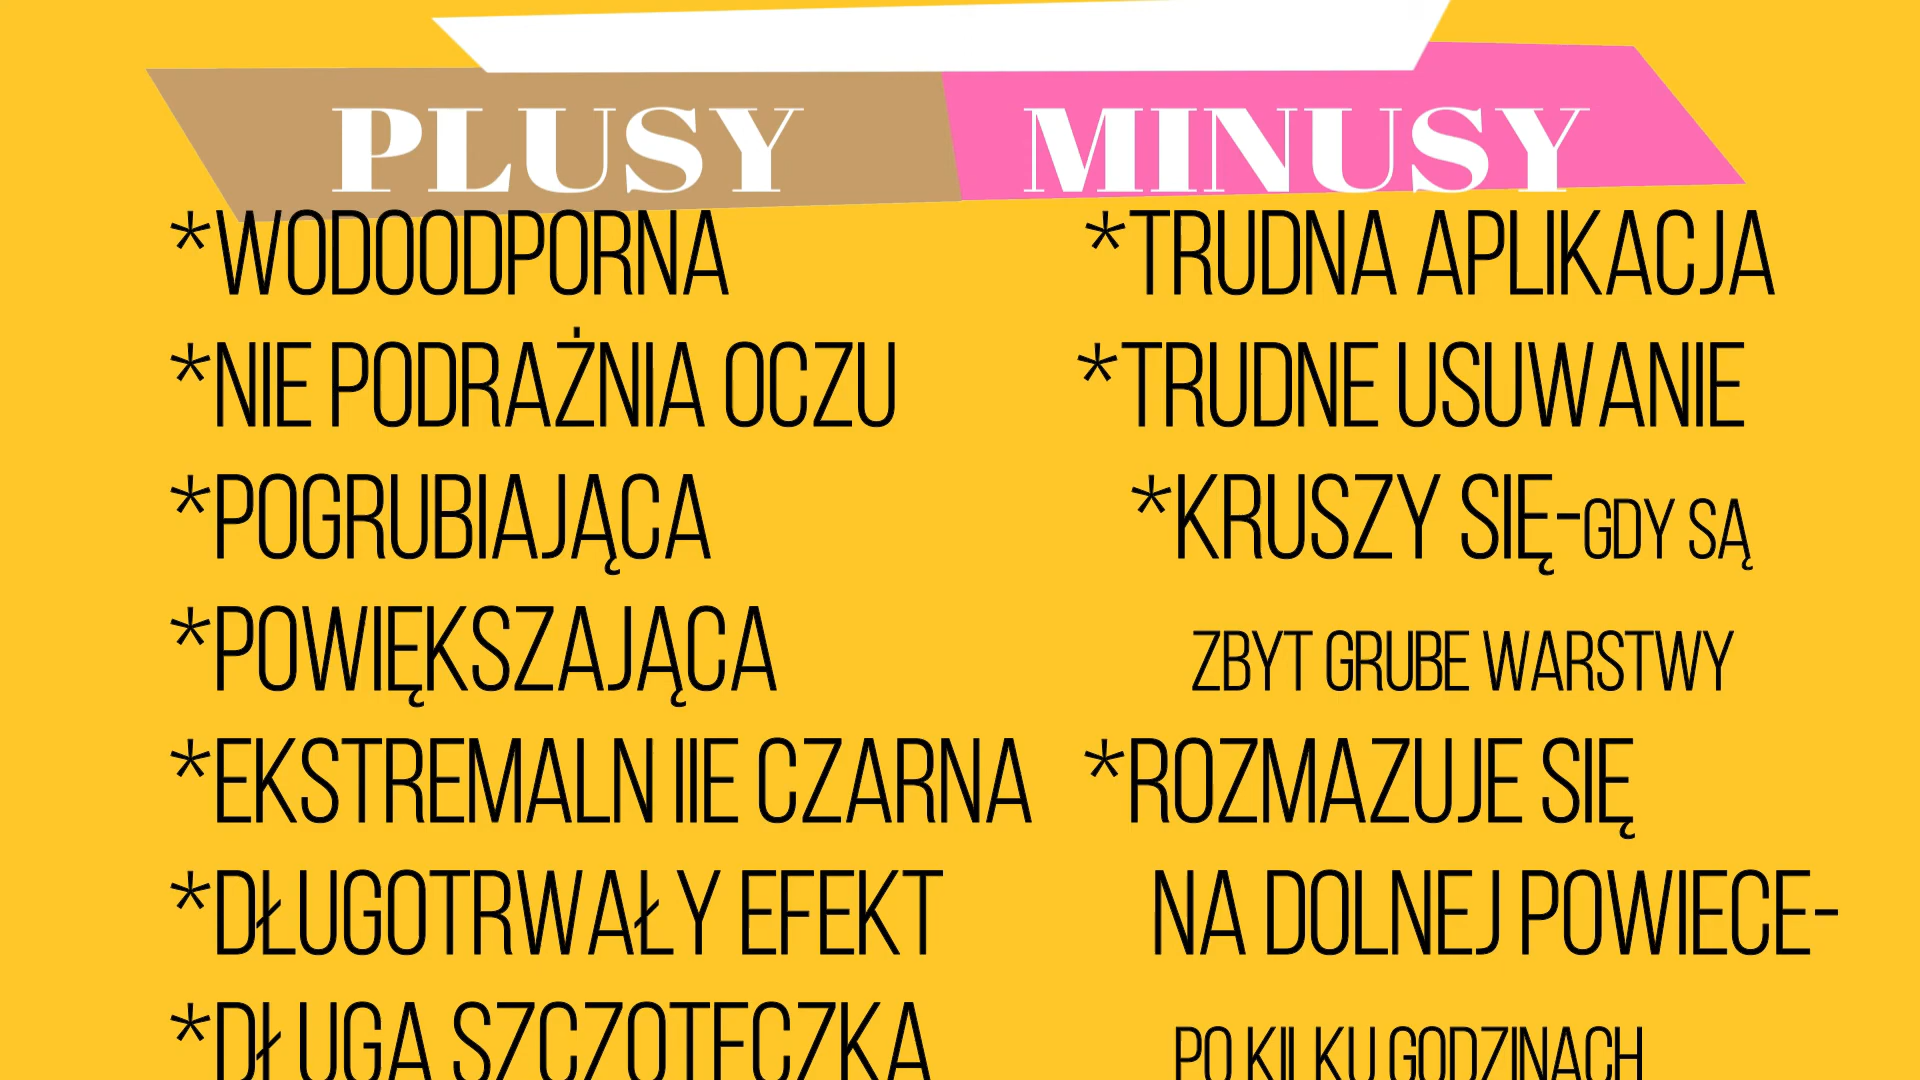 PLUSY
*WODOODPORNA
*NIE PODRAŻNIA OCZU
*POGRUBIAJĄCA
*POWIĘKSZAJĄCA
*EKSTREMALN IIE CZARNA
*DŁUGOTRWAŁY EFEKT
*DŁUGA SZCZOTECZKA
MINUSY
*TRUDNA APLIKACJA
*TRUDNE USUWANIE
*KRUSZY SIĘ-GDY SĄ
ZBYT GRUBE WARSTWY
*ROZMAZUJE SIĘ
NA DOLNEJ POWIECE-
PO KILKU GODZINACH